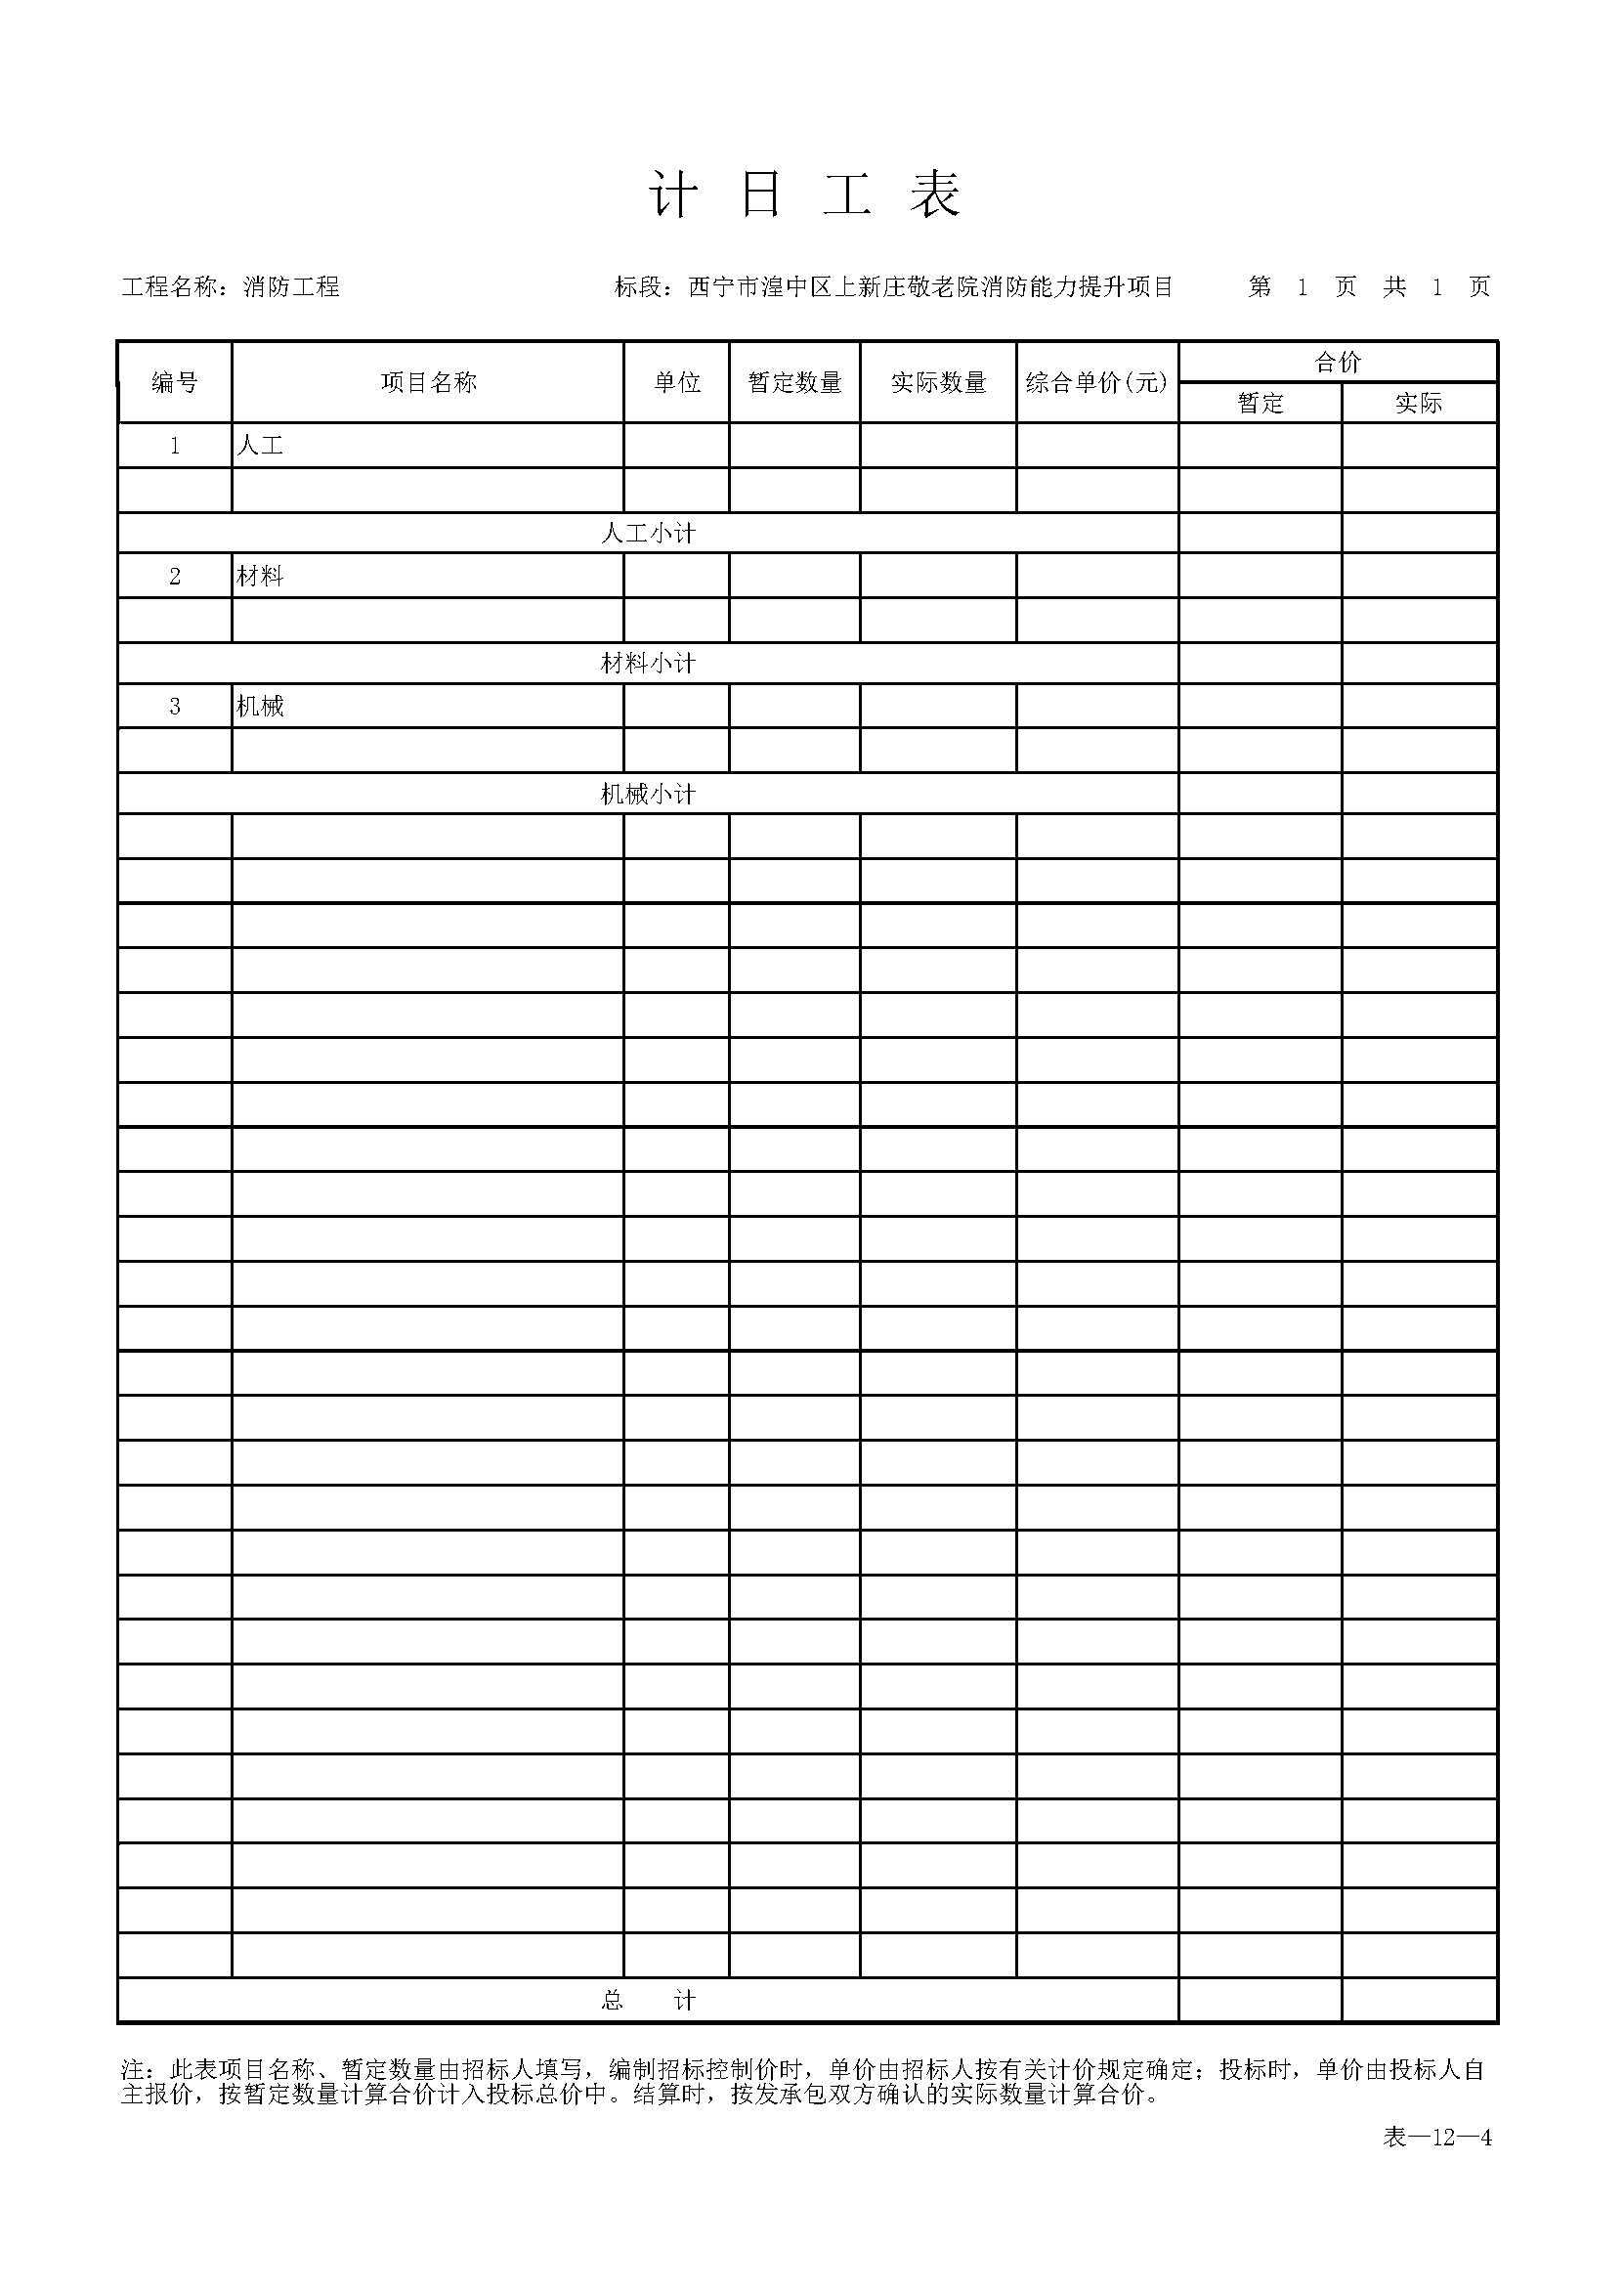 计 日 工 表
工程名称：消防工程 标段：西宁市湟中区上新庄敬老院消防能力提升项目 第 1 页 共 1 页
编号 项目名称 单位 暂定数量 实际数量 综合单价(元) 合价
暂定 实际
1 人工
人工小计
2 材料
材料小计
3 机械
机械小计
总 计
注：此表项目名称、暂定数量由招标人填写，编制招标控制价时，单价由招标人按有关计价规定确定；投标时，单价由投标人自
主报价，按暂定数量计算合价计入投标总价中。结算时，按发承包双方确认的实际数量计算合价。
表—12—4